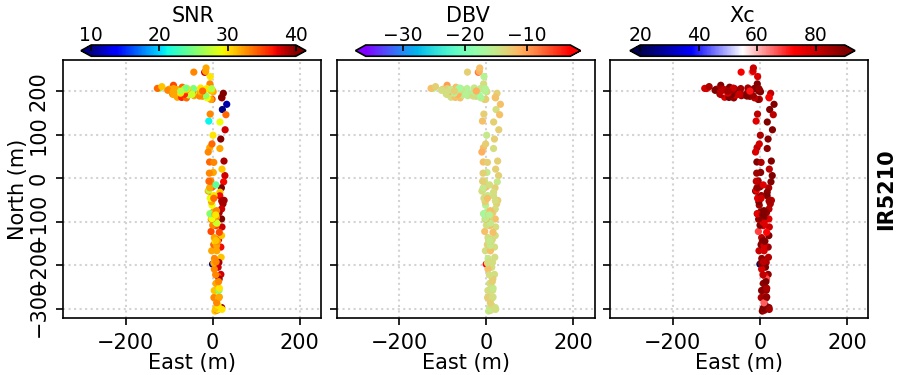 SNR DBV Xc
10 20 30 40 −30 −20 −10 20 40 60 80
200
100
0
−100
−200
−300
North (m)
IR5210
−200 0 200 −200 0 200 −200 0 200
East (m) East (m) East (m)